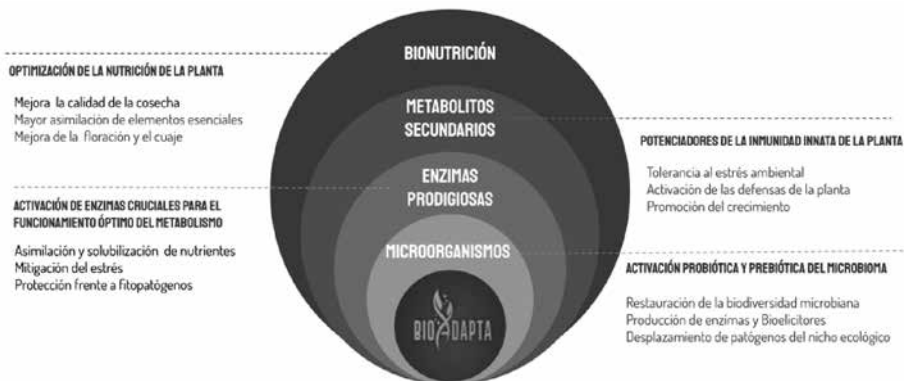 BIONUTRICIÓN
OPTIMIZACIÓN DE LA NUTRICIÓN DE LA PLANTA
Mejora la calidad de la cosecha
Mayor asimilación de elementos esenciales
Mejora de la floración y el cuaje
METABOLITOS
SECUNDARIOS
POTENCIADORES DE LA INMUNIDAD INNATA DE LA PLANTA
Tolerancia al estrés ambiental
Activación de las defensas de la planta
Promoción del crecimiento
ENZIMAS
PRODIGIOSAS
ACTIVACIÓN DE ENZIMAS CRUCIALES PARA EL
FUNCIONAMIENTO ÓPTIMO DEL METABOLISMO
Asimilación y solubilización de nutrientes
Mitigación del estrés
Protección frente a fitopatógenos
MICROORGANISMOS
ACTIVACIÓN PROBIÓTICA Y PREBIÓTICA DEL MICROBIOMA
Restauración de la biodiversidad microbiana
Producción de enzimas y Bioelicitores
Desplazamiento de patógenos del nicho ecológico
BIOADAPTA